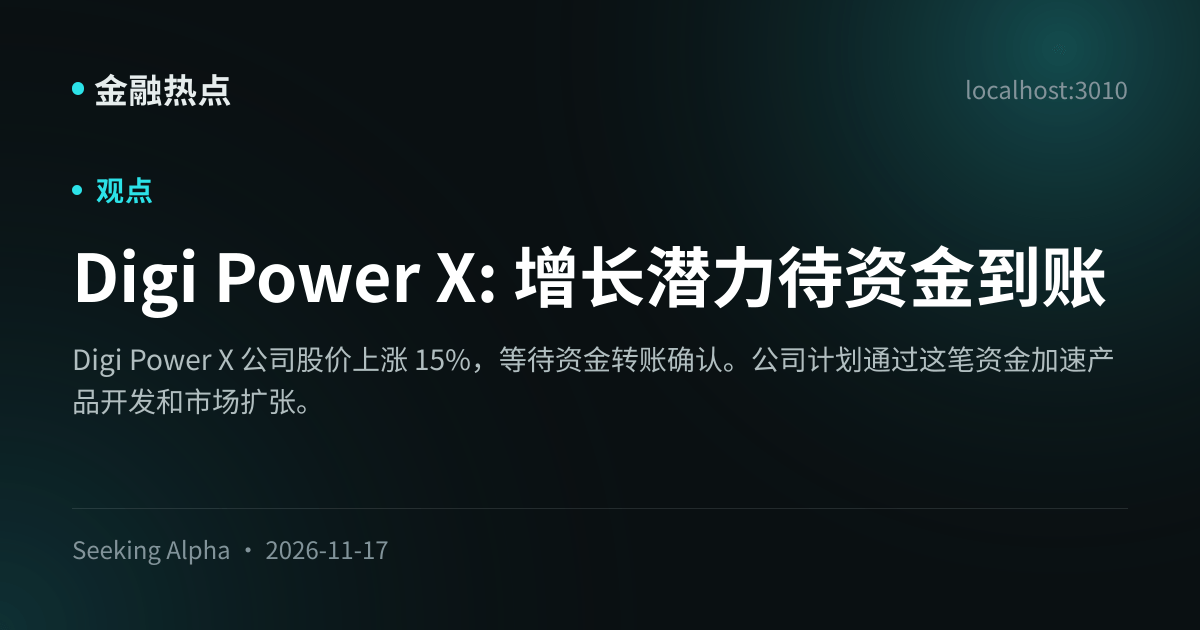 金融热点
localhost:3010
观点
Digi Power X: 增长潜力待资金到账
Digi Power X 公司股价上涨 15%，等待资金转账确认。公司计划通过这笔资金加速产
品开发和市场扩张。
Seeking Alpha · 2026-11-17